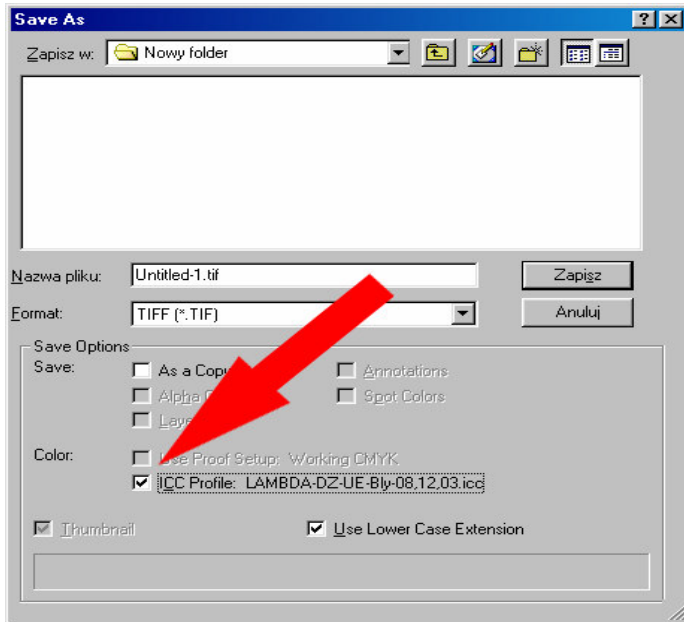 Save As
Zapisz w: Nowy folder
Nazwa pliku: Untitled-1.tif Zapisz
Format: TIFF (*.TIF) Anuluj
Save Options
Save: As a Copy Annotations
Alpha Spot Colors
Color: Use Proof Setup: Working CMYK
ICC Profile: LAMBDA-DZ-UE-Bly-08,12,03.icc
Thumbnail Use Lower Case Extension